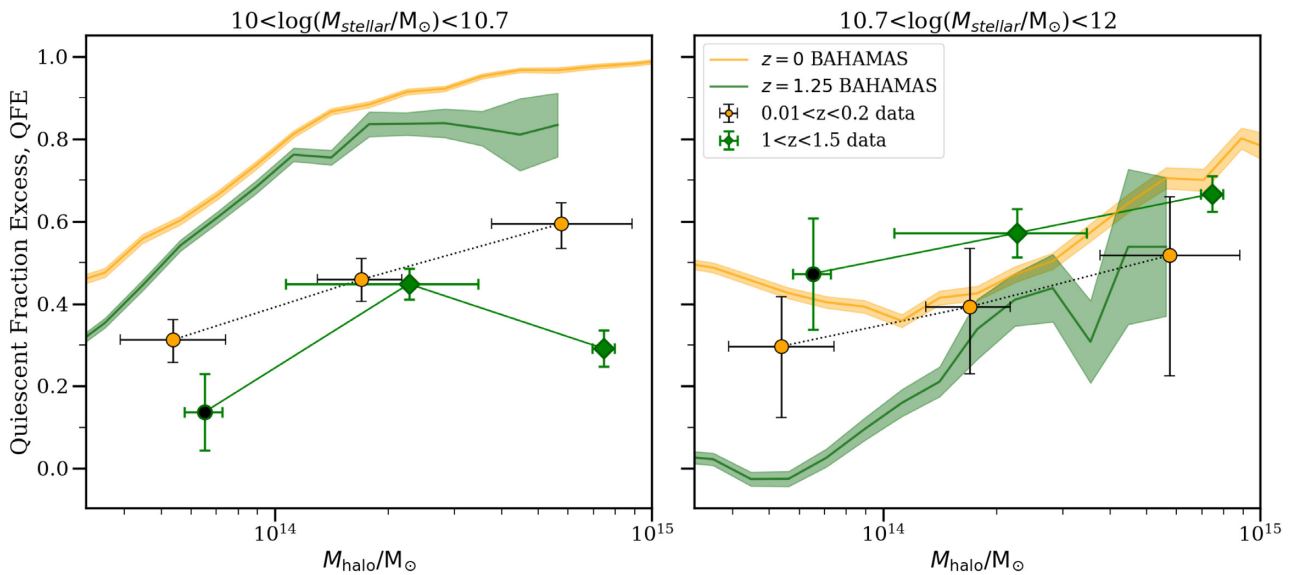 10<log(M_stellar/M_⊙)<10.7
10.7<log(M_stellar/M_⊙)<12
Quiescent Fraction Excess, QFE
1.0
0.8
0.6
0.4
0.2
0.0
z = 0 BAHAMAS
z = 1.25 BAHAMAS
0.01<z<0.2 data
1<z<1.5 data
10^14
10^15
10^14
10^15
M_halo/M_⊙
M_halo/M_⊙